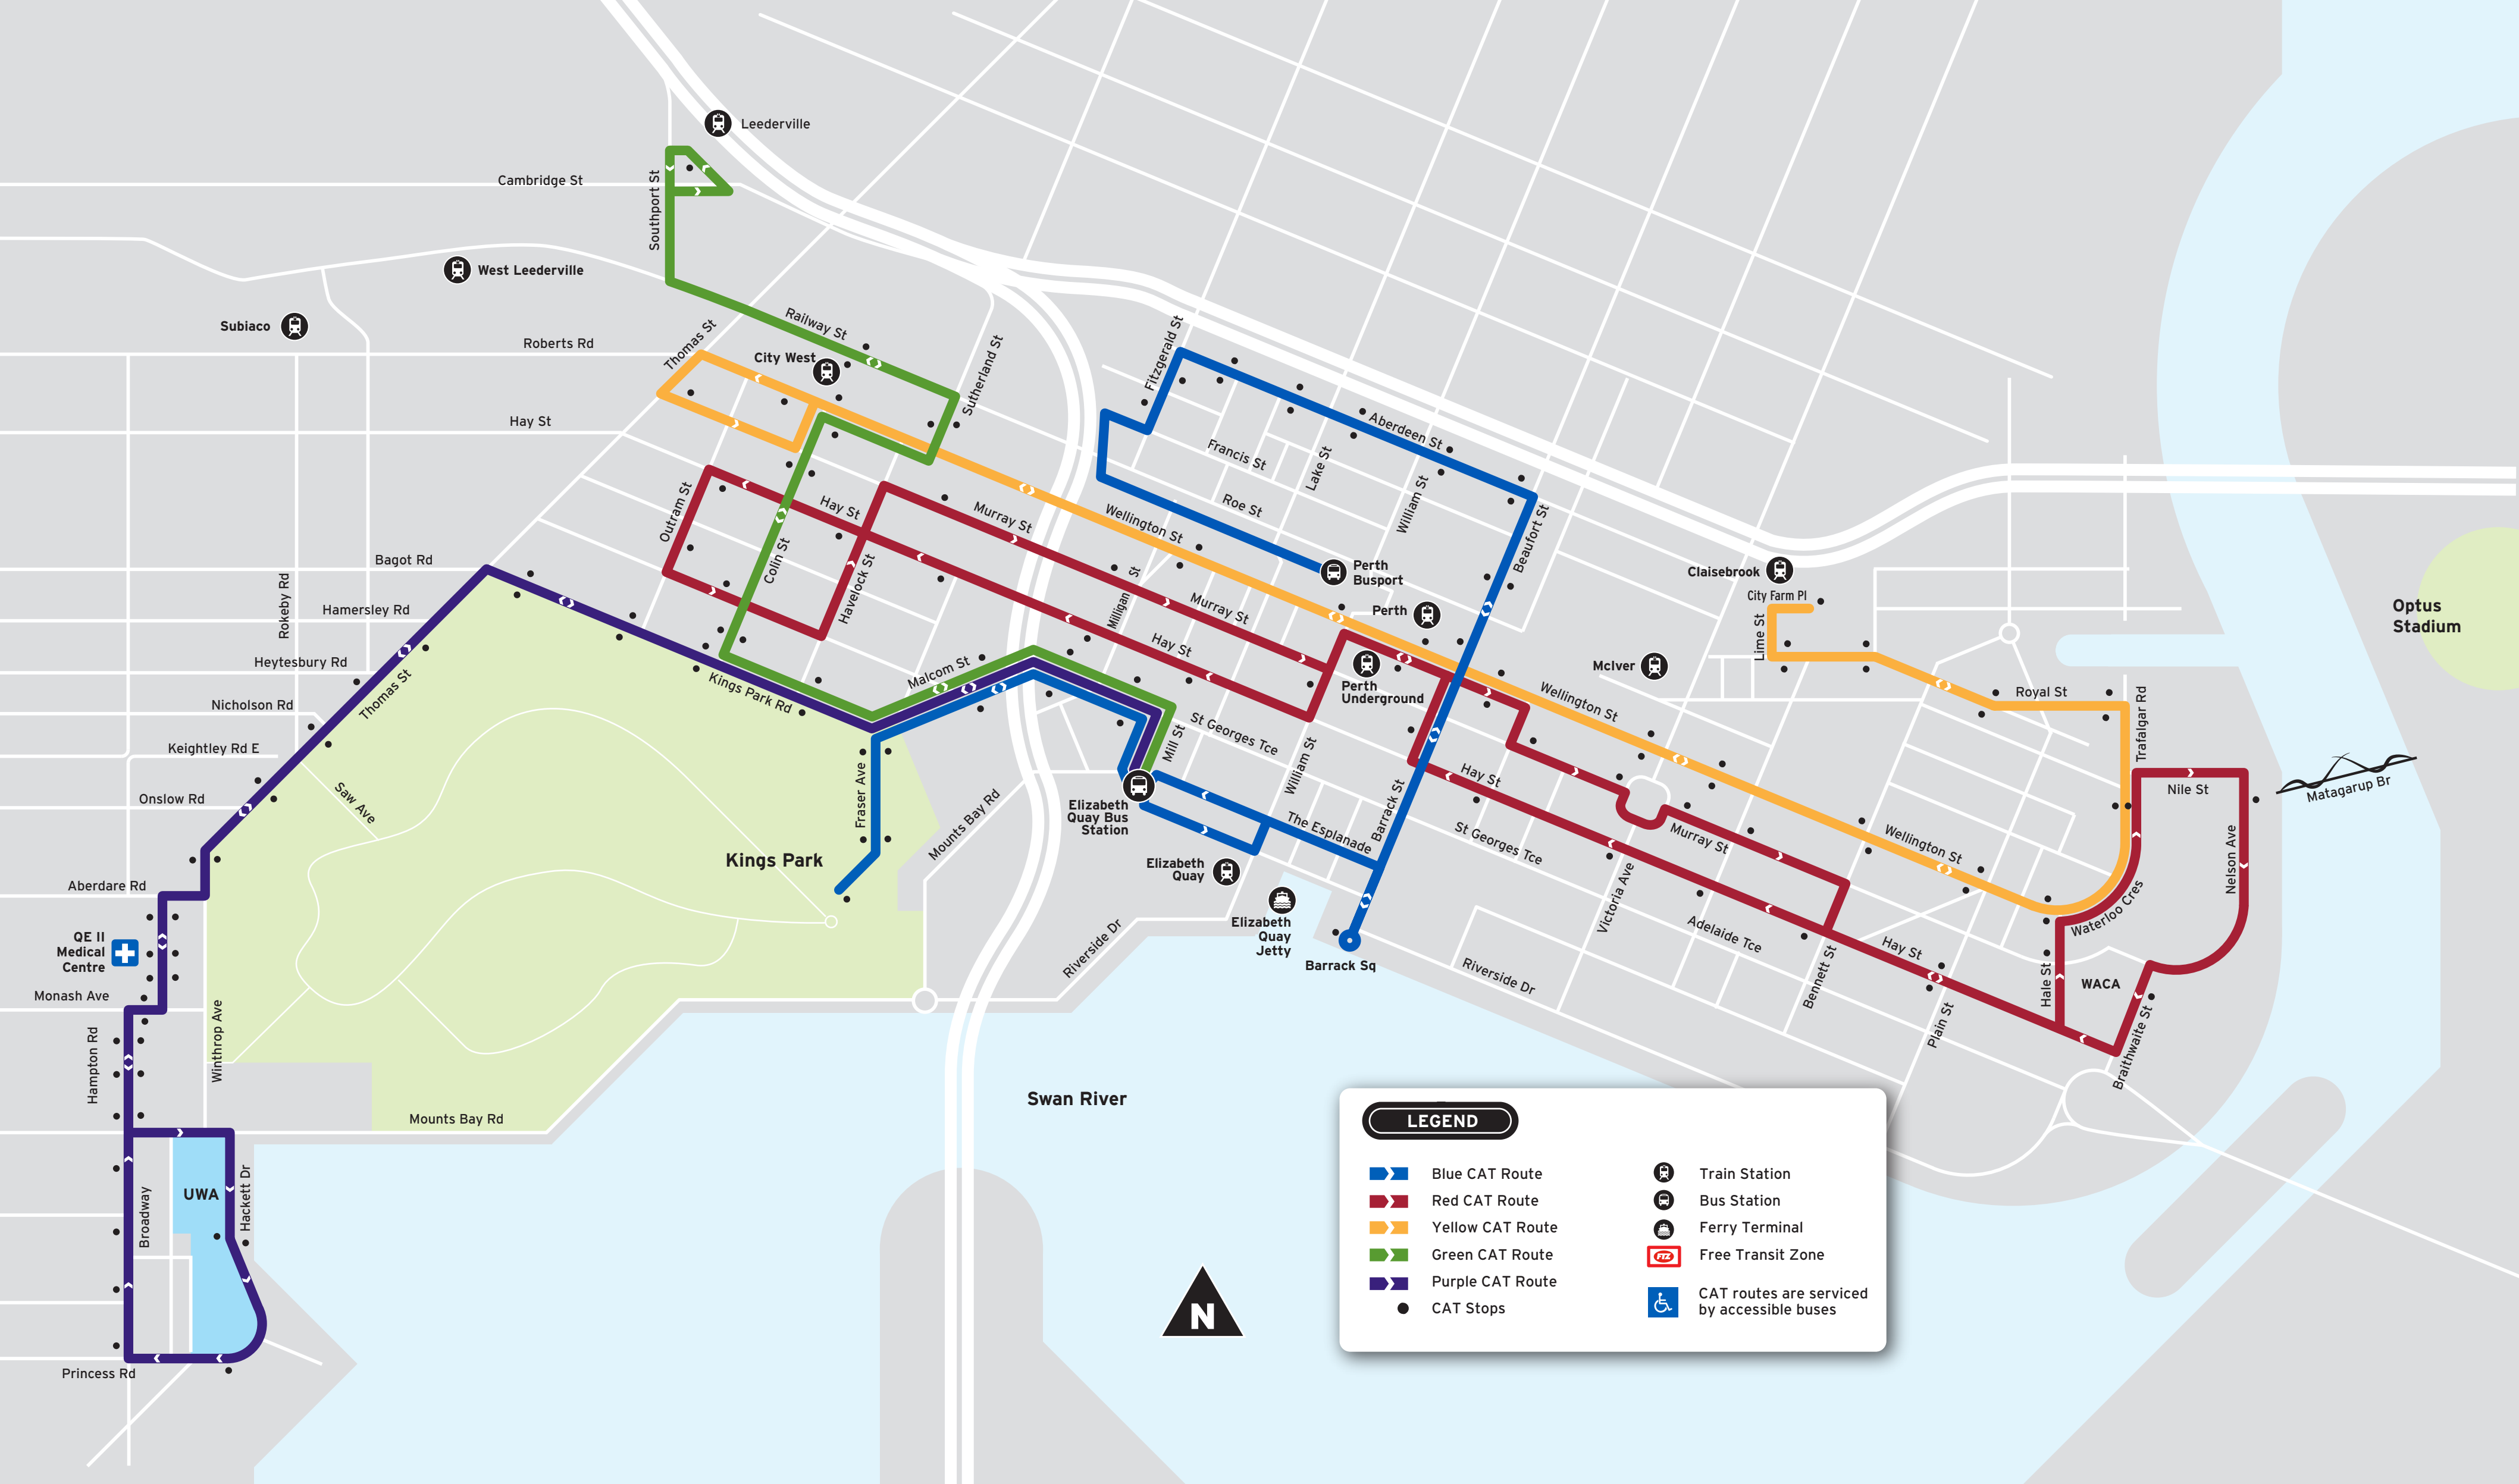 Leederville
Cambridge St
Southport St
West Leederville
Subiaco
Roberts Rd
Thomas St
Railway St
City West
Sutherland St
Hay St
Fitzgerald St
Aberdeen St
Francis St
Lake St
William St
Roe St
Beaufort St
Outram St
Hay St
Murray St
Wellington St
Colin St
Havelock St
Milligan St
Murray St
Hay St
Perth
Busport
Perth
Perth
Underground
McIver
Claisebrook
City Farm Pl
Lime St
Royal St
Trafalgar Rd
Optus
Stadium
Matagarup Br
Nile St
Nelson Ave
Bagot Rd
Rokeby Rd
Hamersley Rd
Heytesbury Rd
Nicholson Rd
Keightley Rd E
Onslow Rd
Thomas St
Saw Ave
Kings Park Rd
Malcom St
Fraser Ave
Kings Park
Mounts Bay Rd
Mill St
St Georges Tce
William St
Elizabeth
Quay Bus
Station
The Esplanade
Barrack St
Elizabeth
Quay
Elizabeth
Quay
Jetty
Barrack Sq
Riverside Dr
Riverside Dr
Hay St
St Georges Tce
Wellington St
Murray St
Victoria Ave
Adelaide Tce
Bennett St
Wellington St
Hay St
Plain St
Hale St
Waterloo Cres
WACA
Braithwaite St
Aberdare Rd
QE II
Medical
Centre
Monash Ave
Hampton Rd
Winthrop Ave
Mounts Bay Rd
UWA
Broadway
Hackett Dr
Princess Rd
Swan River
N
LEGEND
Blue CAT Route
Red CAT Route
Yellow CAT Route
Green CAT Route
Purple CAT Route
CAT Stops
Train Station
Bus Station
Ferry Terminal
FTZ
Free Transit Zone
CAT routes are serviced
by accessible buses